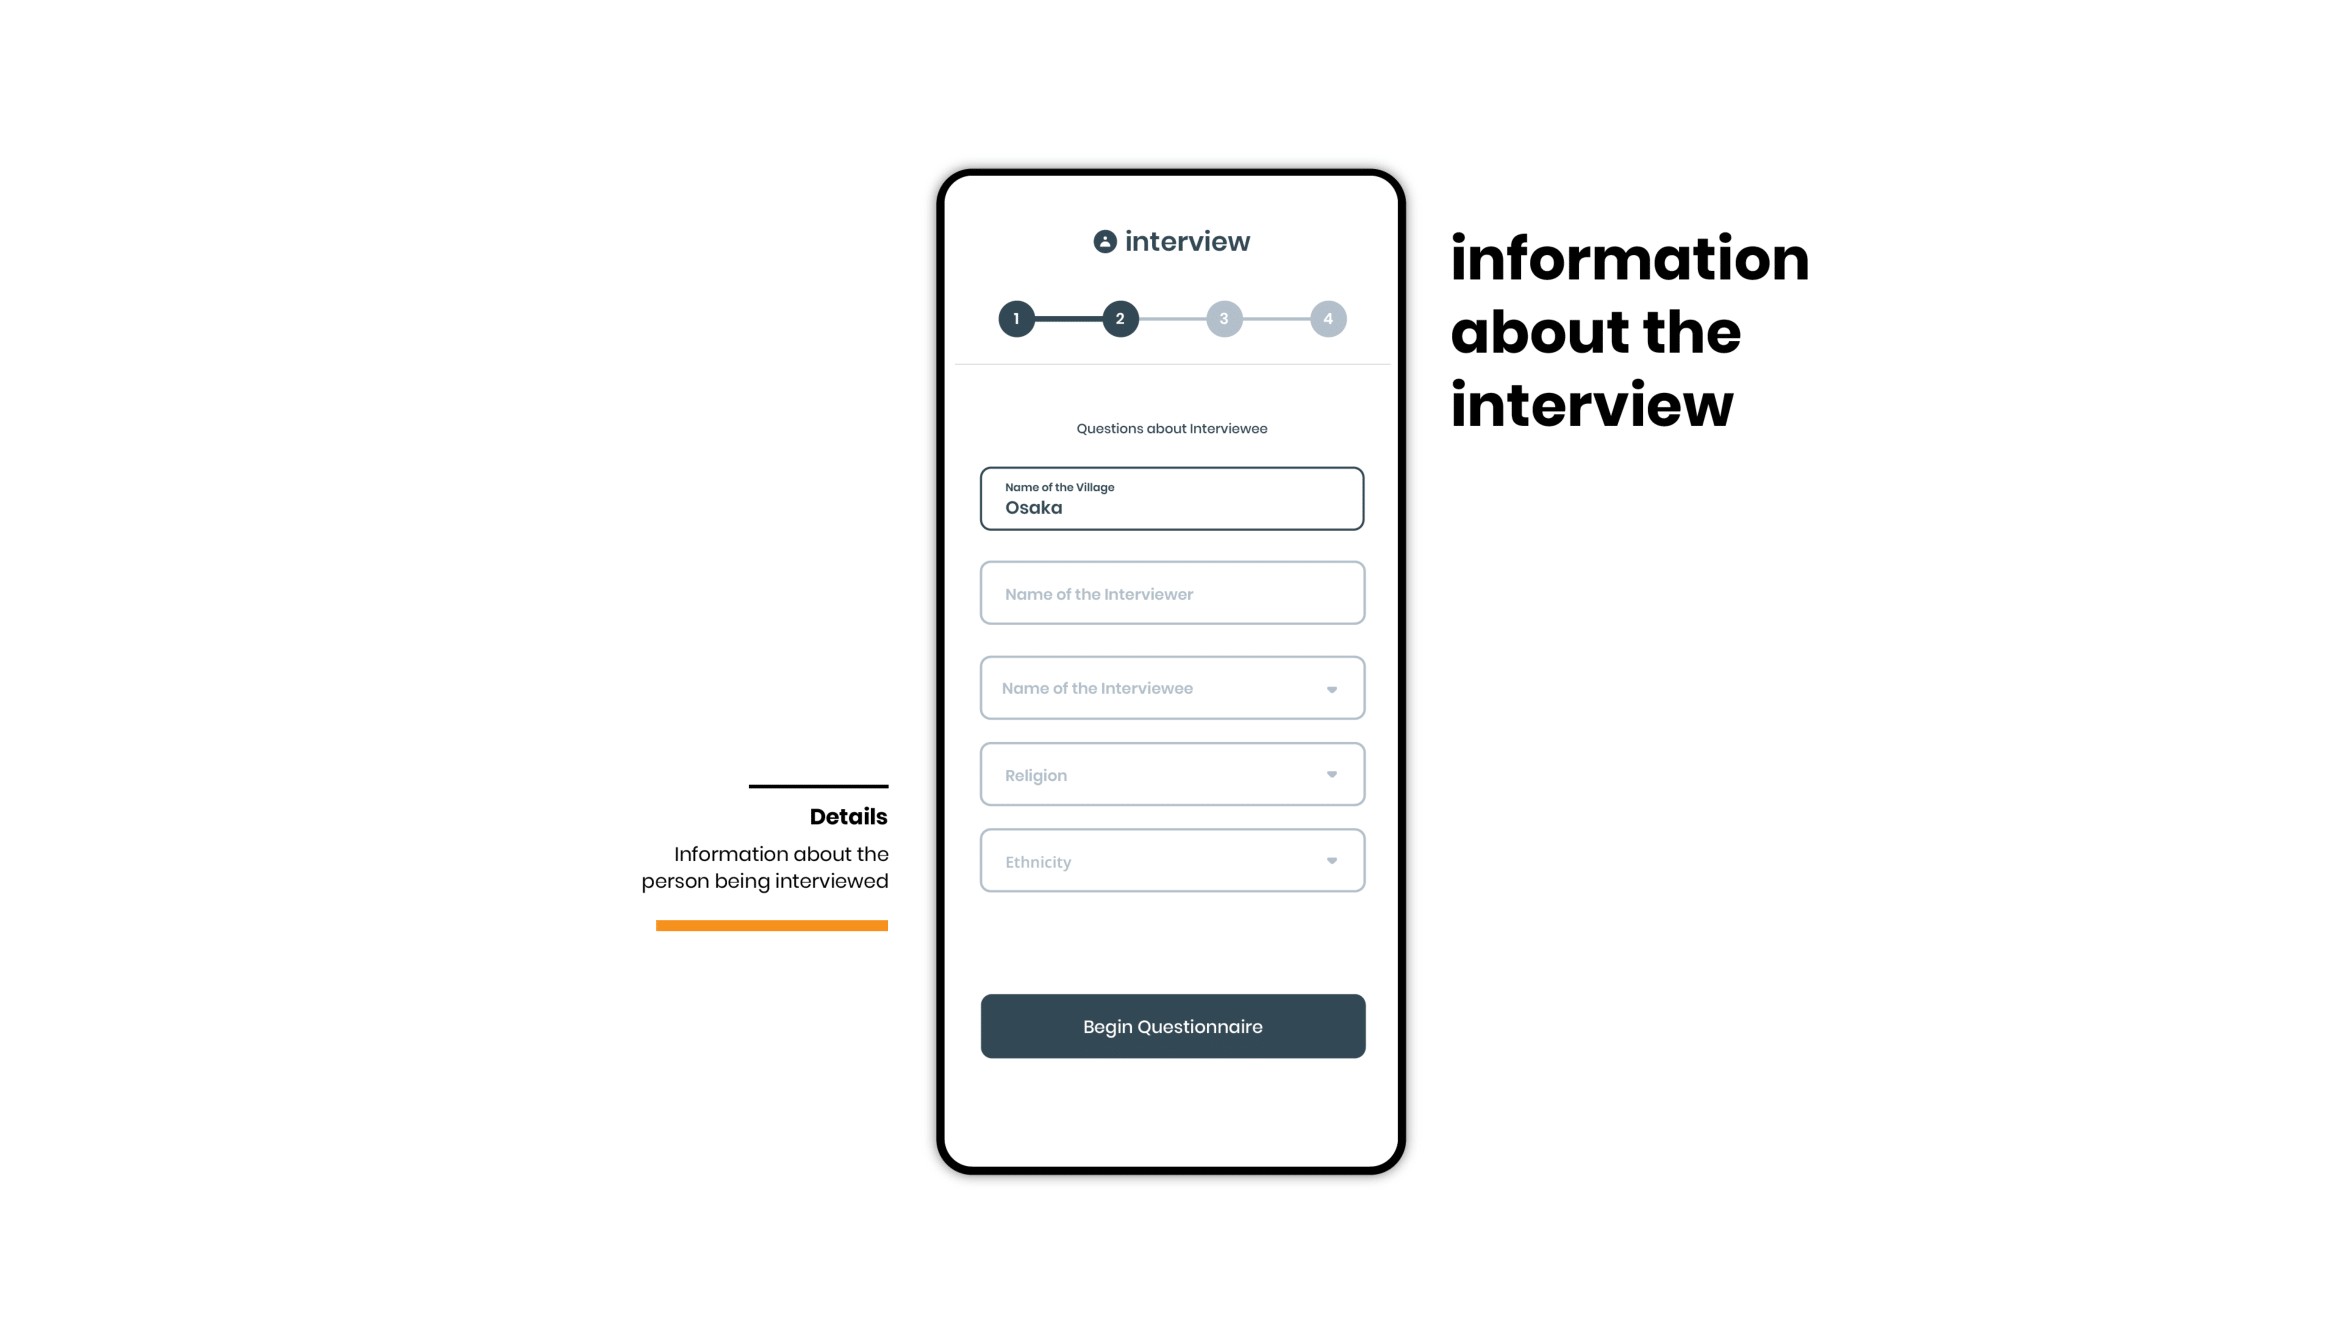 interview
1
2
3
4
Questions about Interviewee
Name of the Village
Osaka
Name of the Interviewer
Name of the Interviewee
Religion
Ethnicity
Begin Questionnaire
information
about the
interview
Details
Information about the
person being interviewed